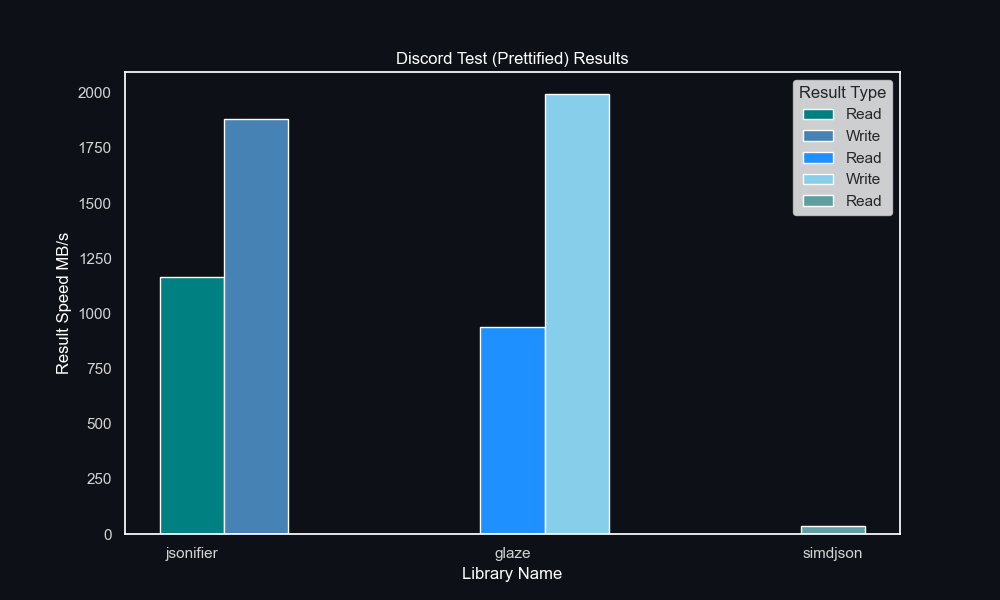 Discord Test (Prettified) Results
Result Type
Read
Write
Read
Write
Read
2000
1750
1500
1250
1000
750
500
250
0
Result Speed MB/s
jsonifier
glaze
simdjson
Library Name